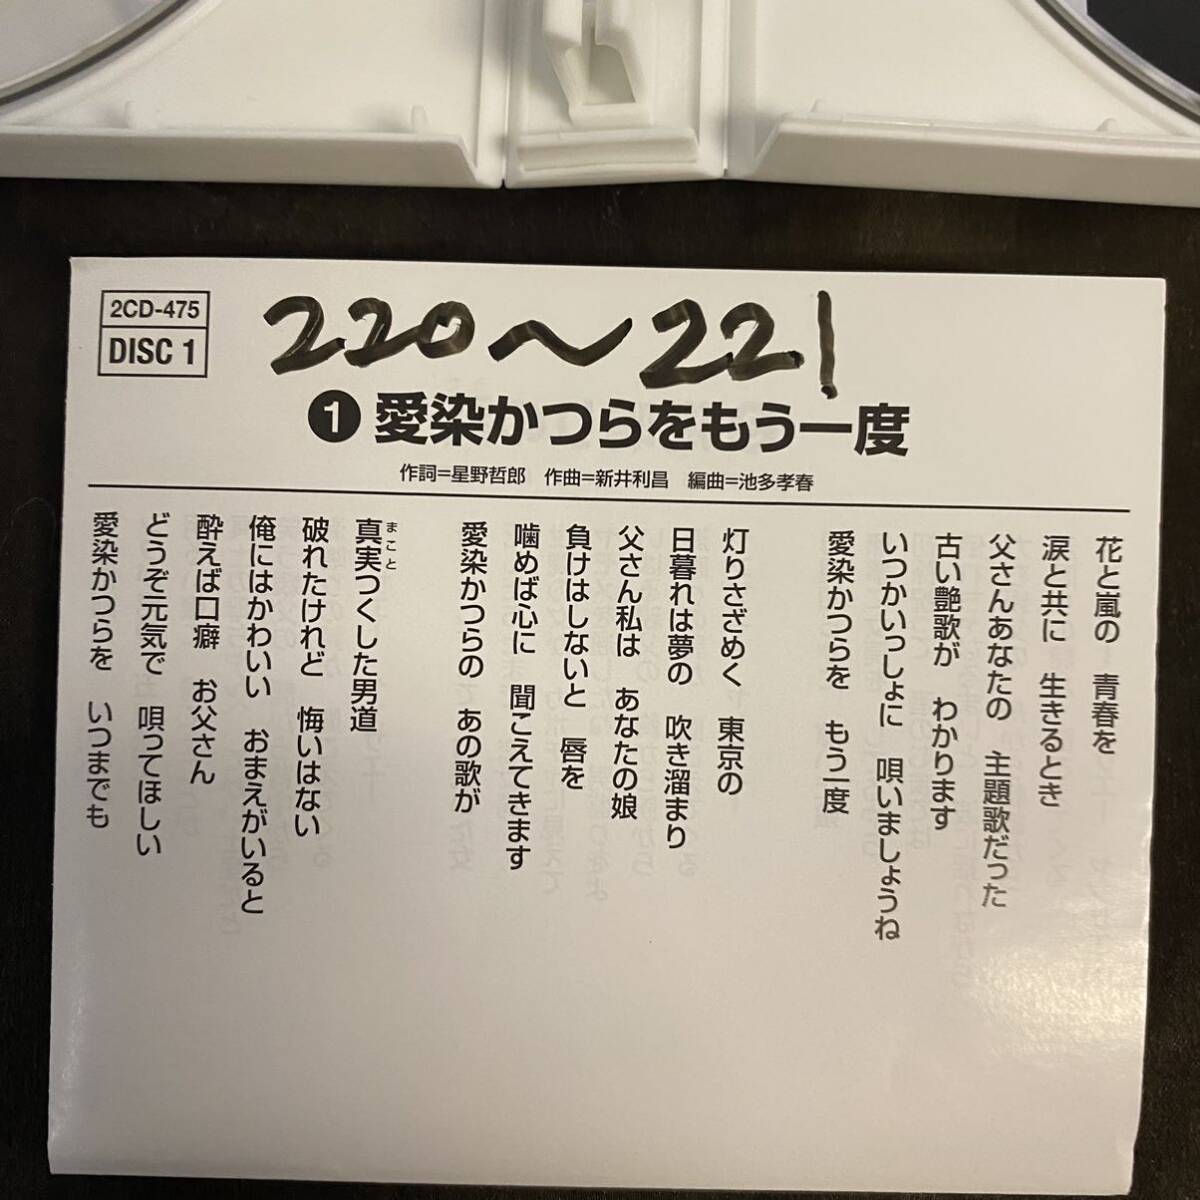 2CD-475
DISC 1
220〜221
❶愛染かつらをもう一度
作詞=星野哲郎 作曲=新井利昌 編曲=池多孝春
花と嵐の 青春を
涙と共に 生きるとき
父さんあなたの 主題歌だった
古い艶歌が わかります
いつかいっしょに 唄いましょうね
愛染かつらを もう一度
灯りさざめく 東京の
日暮れは夢の 吹き溜まり
父さん私は あなたの娘
負けはしないと 唇を
噛めば心に 聞こえてきます
愛染かつらの あの歌が
真実つくした男道
まこと
破れたけれど 悔いはない
俺にはかわいい おまえがいると
酔えば口癖 お父さん
どうぞ元気で 唄ってほしい
愛染かつらを いつまでも